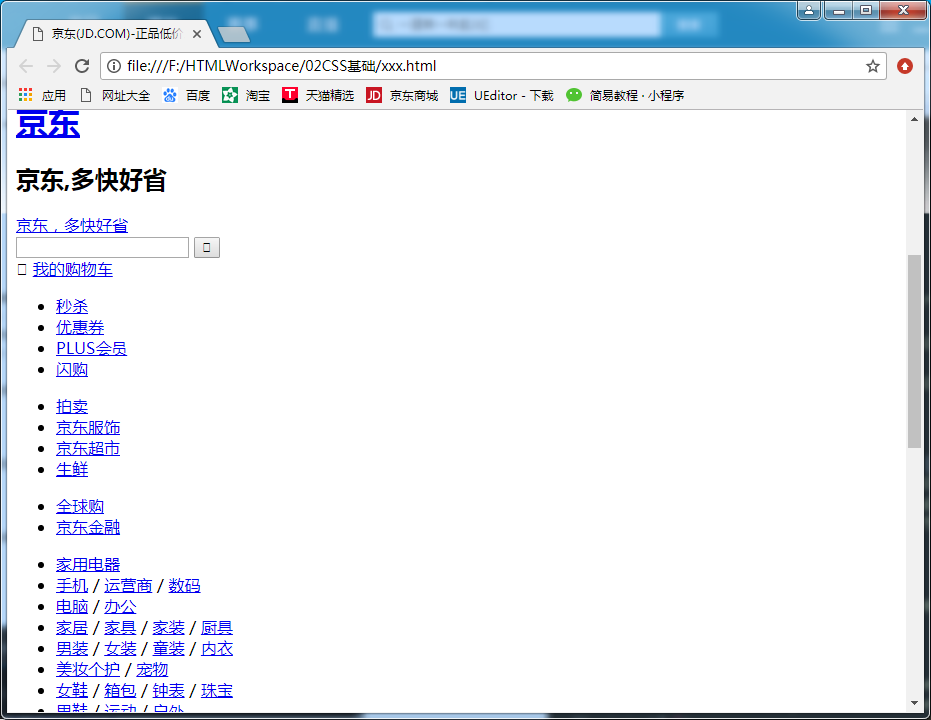 京东(JD.COM)-正品低价
file:///F:/HTMLWorkspace/02CSS基础/xxx.html
应用 网址大全 百度 淘宝 天猫精选 京东商城 UEditor - 下载 简易教程 · 小程序
京东
京东,多快好省
京东，多快好省
我的购物车
秒杀
优惠券
PLUS会员
闪购
拍卖
京东服饰
京东超市
生鲜
全球购
京东金融
家用电器
手机 / 运营商 / 数码
电脑 / 办公
家居 / 家具 / 家装 / 厨具
男装 / 女装 / 童装 / 内衣
美妆个护 / 宠物
女鞋 / 箱包 / 钟表 / 珠宝
男鞋 / 运动 / 户外